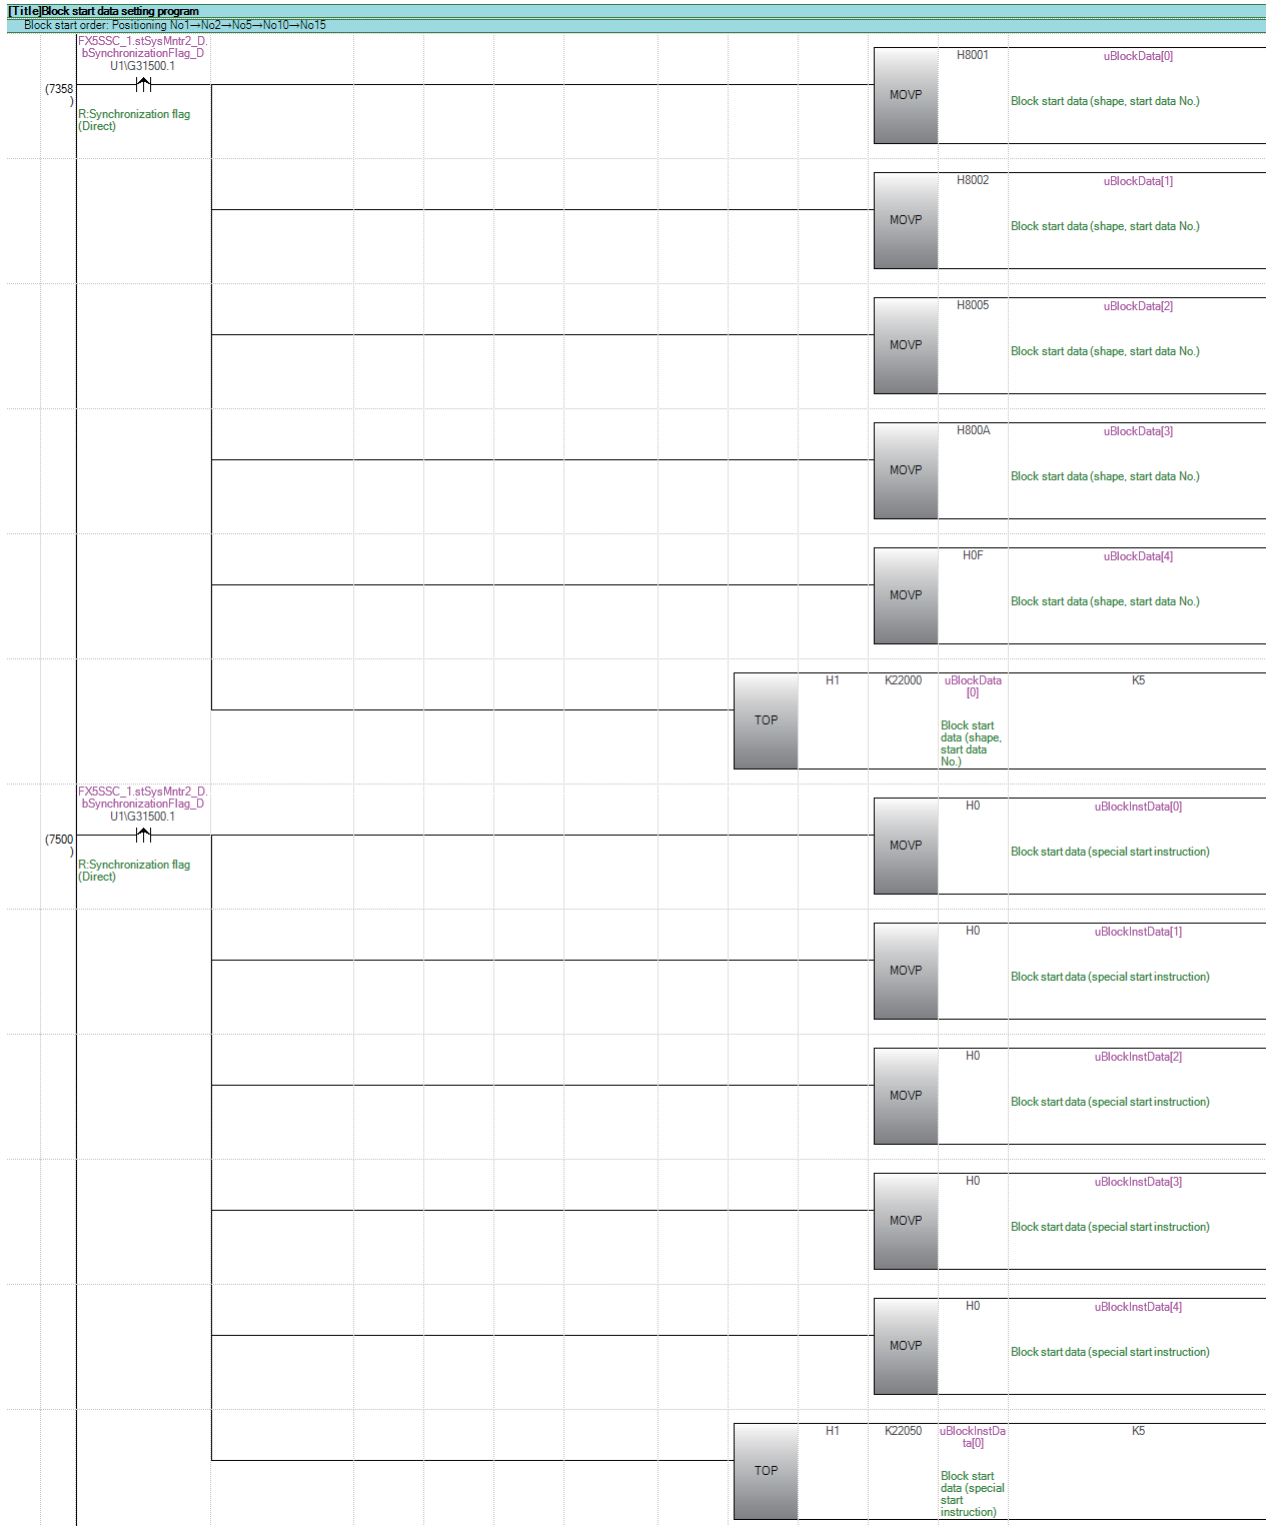 [Title]Block start data setting program
Block start order: Positioning No1→No2→No5→No10→No15
FX5SSC_1.stSysMntr2_D.
bSynchronizationFlag_D
U1\G31500.1
(7358
)
R:Synchronization flag
(Direct)
MOVP
H8001
uBlockData[0]
Block start data (shape, start data No.)
MOVP
H8002
uBlockData[1]
Block start data (shape, start data No.)
MOVP
H8005
uBlockData[2]
Block start data (shape, start data No.)
MOVP
H800A
uBlockData[3]
Block start data (shape, start data No.)
MOVP
H0F
uBlockData[4]
Block start data (shape, start data No.)
TOP
H1
K22000
uBlockData
[0]
Block start
data (shape,
start data
No.)
K5
FX5SSC_1.stSysMntr2_D.
bSynchronizationFlag_D
U1\G31500.1
(7500
)
R:Synchronization flag
(Direct)
MOVP
H0
uBlockInstData[0]
Block start data (special start instruction)
MOVP
H0
uBlockInstData[1]
Block start data (special start instruction)
MOVP
H0
uBlockInstData[2]
Block start data (special start instruction)
MOVP
H0
uBlockInstData[3]
Block start data (special start instruction)
MOVP
H0
uBlockInstData[4]
Block start data (special start instruction)
TOP
H1
K22050
uBlockInstDa
ta[0]
Block start
data (special
start
instruction)
K5